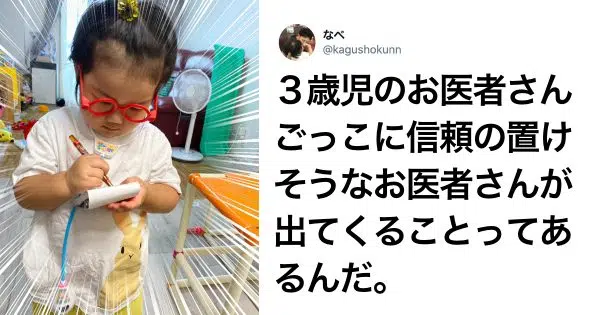 なべ
@kagushokunn
３歳児のお医者さん
ごっこに信頼の置け
そうなお医者さんが
出てくることってあ
るんだ。